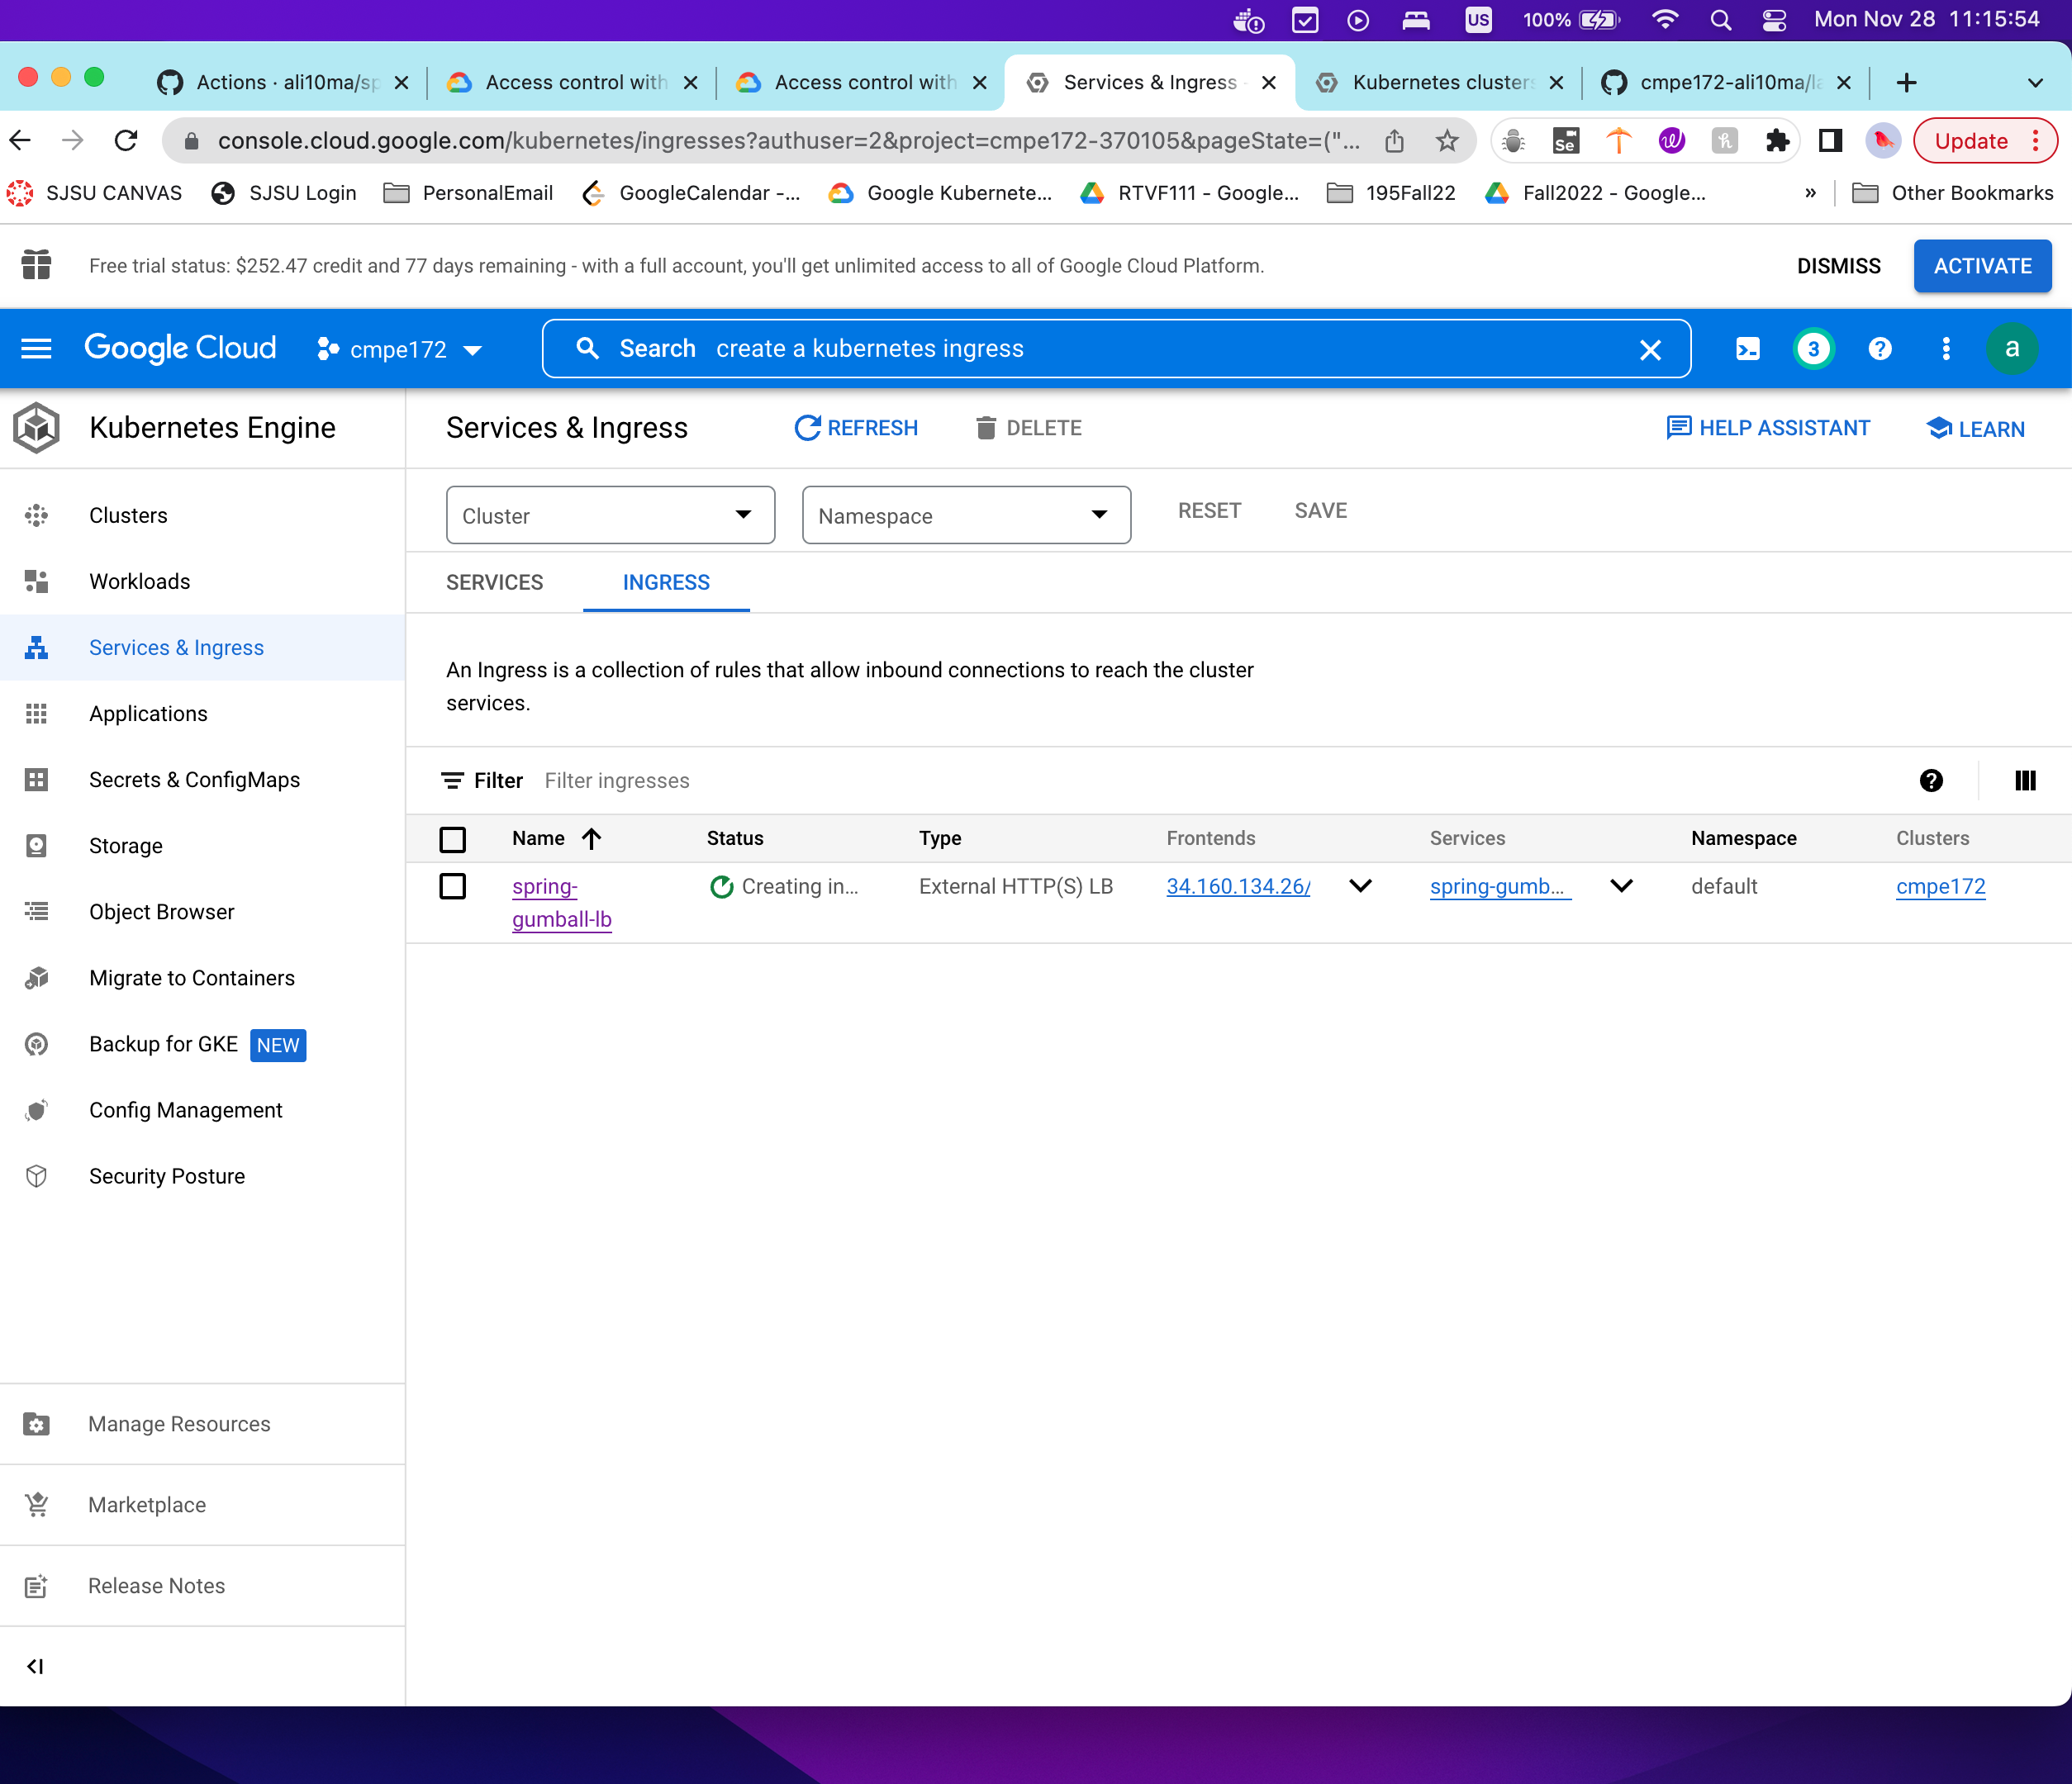 US 100% Mon Nov 28 11:15:54
Actions · ali10ma/sp Access control with Access control with Services & Ingress - Kubernetes clusters cmpe172-ali10ma/la
console.cloud.google.com/kubernetes/ingresses?authuser=2&project=cmpe172-370105&pageState=("... Se Update
SJSU CANVAS SJSU Login PersonalEmail GoogleCalendar -... Google Kubernete... RTVF111 - Google... 195Fall22 Fall2022 - Google... » Other Bookmarks
Free trial status: $252.47 credit and 77 days remaining - with a full account, you'll get unlimited access to all of Google Cloud Platform. DISMISS ACTIVATE
Google Cloud cmpe172 Search create a kubernetes ingress 3 ? a
Kubernetes Engine
Clusters
Workloads
Services & Ingress
Applications
Secrets & ConfigMaps
Storage
Object Browser
Migrate to Containers
Backup for GKE NEW
Config Management
Security Posture
Manage Resources
Marketplace
Release Notes
Services & Ingress REFRESH DELETE HELP ASSISTANT LEARN
Cluster Namespace RESET SAVE
SERVICES INGRESS
An Ingress is a collection of rules that allow inbound connections to reach the cluster
services.
Filter Filter ingresses ?
Name Status Type Frontends Services Namespace Clusters
spring- Creating in... External HTTP(S) LB 34.160.134.26/ spring-gumb... default cmpe172
gumball-lb